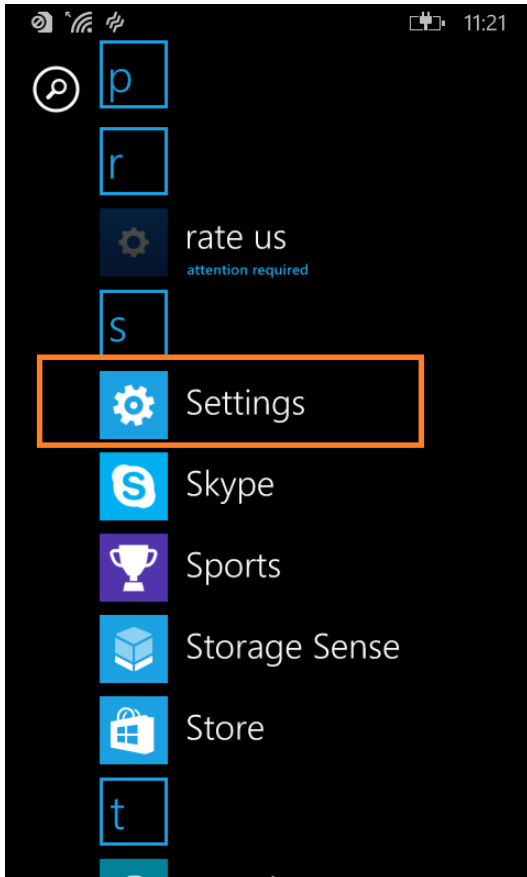 11:21
p
r
rate us
attention required
s
Settings
Skype
Sports
Storage Sense
Store
t